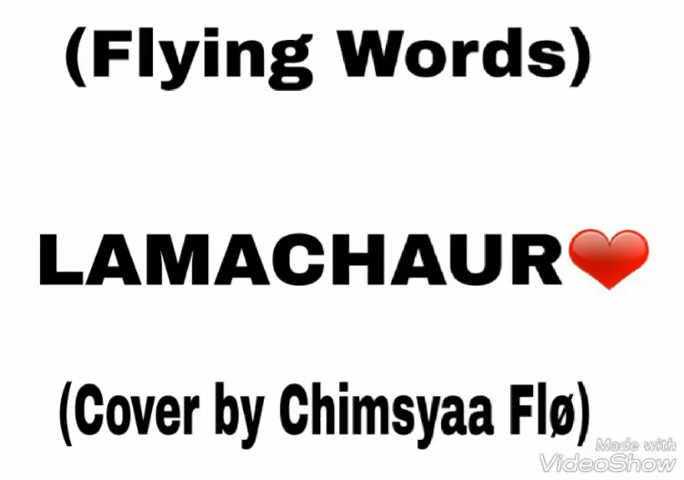 (Flying Words)
LAMACHAUR❤
(Cover by Chimsyaa Flø)
Made with
VideoShow